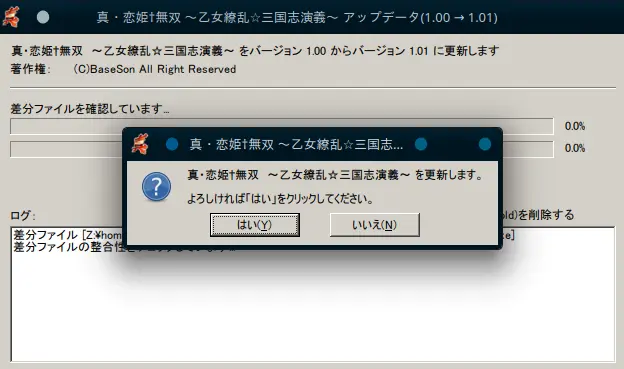 真・恋姫†無双 ～乙女繚乱☆三国志演義～ アップデータ(1.00 → 1.01)
真・恋姫†無双　～乙女繚乱☆三国志演義～ をバージョン 1.00 からバージョン 1.01 に更新します
著作権：　(C)BaseSon All Right Reserved
差分ファイルを確認しています...
0.0%
0.0%
真・恋姫†無双 ～乙女繚乱☆三国志...
真・恋姫†無双　～乙女繚乱☆三国志演義～ を更新します。
よろしければ「はい」をクリックしてください。
はい(Y)
いいえ(N)
ログ：
old)を削除する
差分ファイル [Z:¥hom
e]
差分ファイルの整合性を